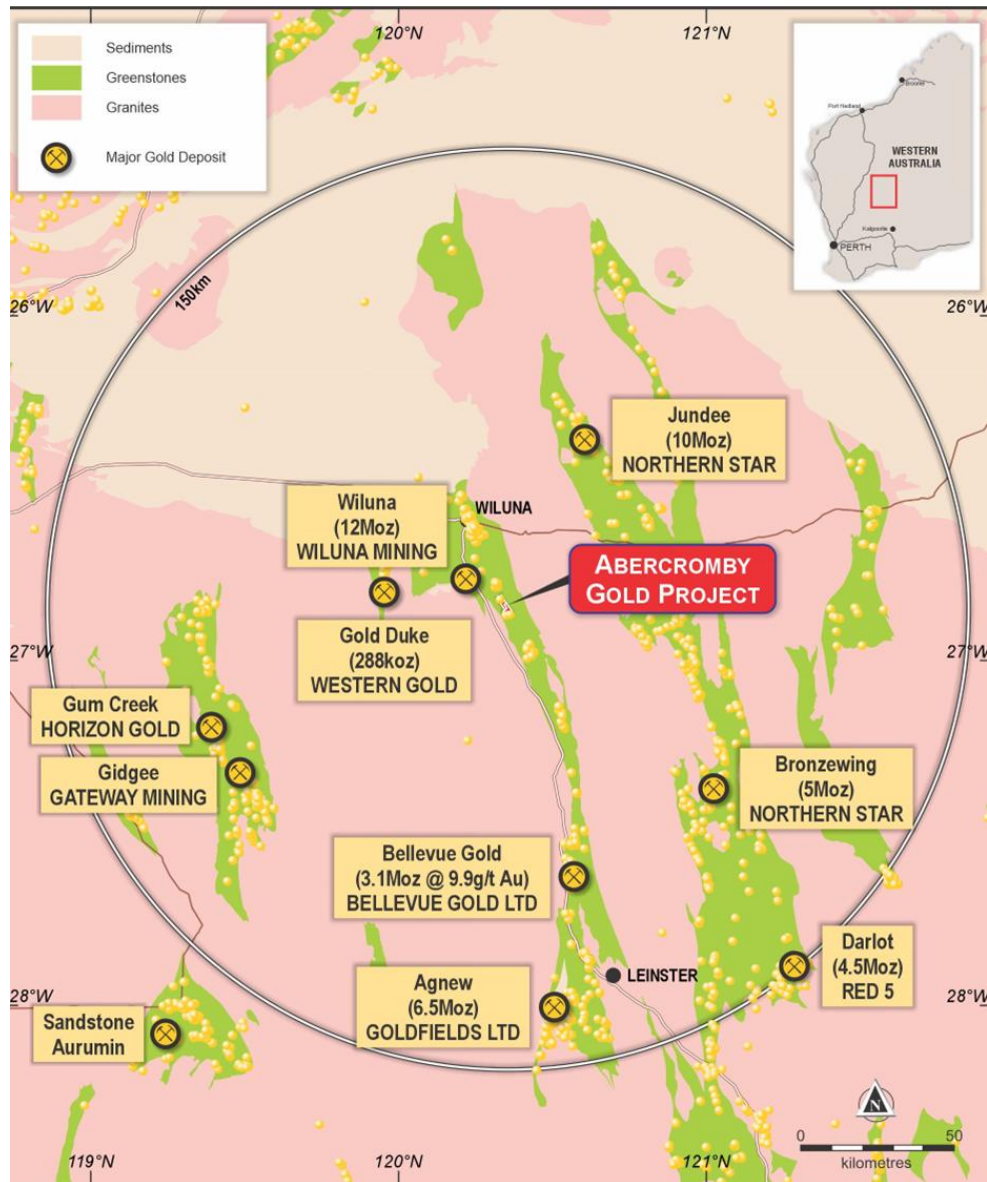 120°N
121°N
Sediments
Greenstones
Granites
Major Gold Deposit
Broome
Port Hedland
WESTERN
AUSTRALIA
Kalgoorlie
PERTH
150km
26°W
26°W
Jundee
(10Moz)
NORTHERN STAR
Wiluna
(12Moz)
WILUNA MINING
WILUNA
ABERCROMBY
GOLD PROJECT
Gold Duke
(288koz)
WESTERN GOLD
27°W
27°W
Gum Creek
HORIZON GOLD
Gidgee
GATEWAY MINING
Bronzewing
(5Moz)
NORTHERN STAR
Bellevue Gold
(3.1Moz @ 9.9g/t Au)
BELLEVUE GOLD LTD
Darlot
(4.5Moz)
RED 5
LEINSTER
28°W
28°W
Agnew
(6.5Moz)
GOLDFIELDS LTD
Sandstone
Aurumin
N
0
50
kilometres
119°N
120°N
121°N